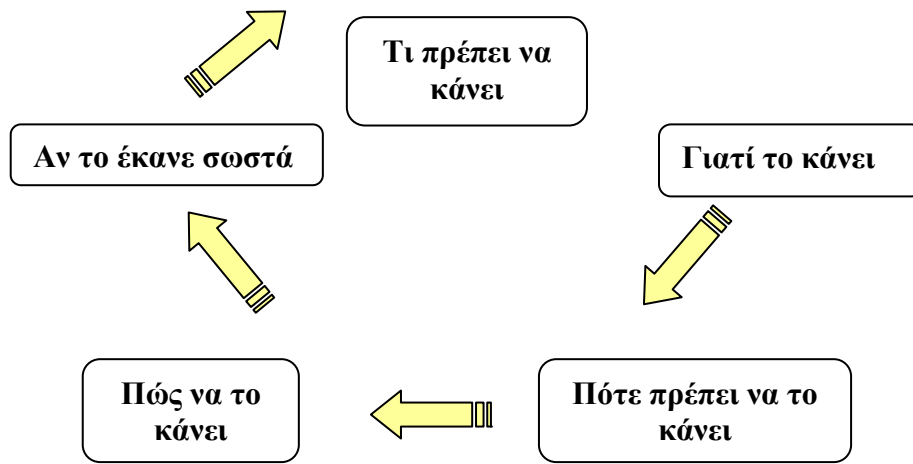 Τι πρέπει να
κάνει
Αν το έκανε σωστά
Γιατί το κάνει
Πώς να το
κάνει
Πότε πρέπει να το
κάνει